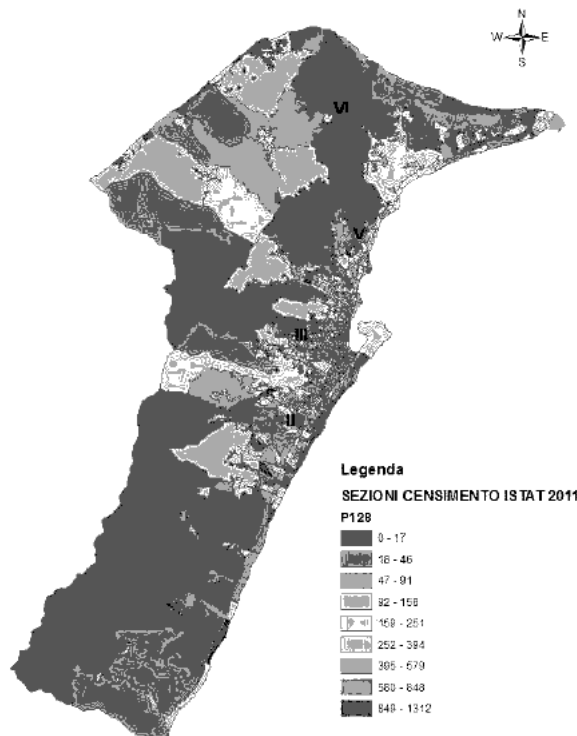 N
W E
S
VI
V
III
II
Legenda
SEZIONI CENSIMENTO ISTAT 2011
P128
0 - 17
18 - 46
47 - 91
92 - 158
159 - 251
252 - 394
395 - 579
580 - 848
849 - 1312